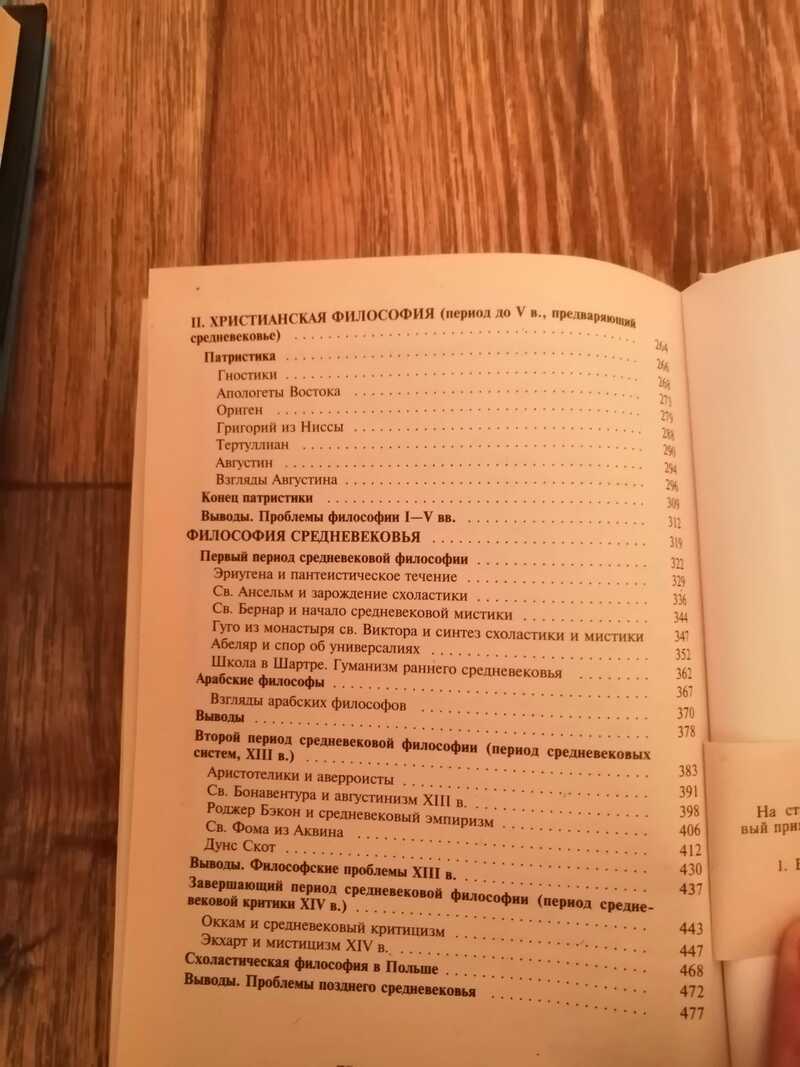 II. ХРИСТИАНСКАЯ ФИЛОСОФИЯ (период до V в., предваряющий
средневековье) . . . . . . . . . . 264
Патристика . . . . . . . . . . 266
Гностики . . . . . . . . . . 268
Апологеты Востока . . . . . . . . . . 273
Ориген . . . . . . . . . . 279
Григорий из Ниссы . . . . . . . . . . 288
Тертуллиан . . . . . . . . . . 290
Августин . . . . . . . . . . 294
Взгляды Августина . . . . . . . . . . 296
Конец патристики . . . . . . . . . . 309
Выводы. Проблемы философии I—V вв. . . . . . . . . . . 312
ФИЛОСОФИЯ СРЕДНЕВЕКОВЬЯ . . . . . . . . . . 319
Первый период средневековой философии . . . . . . . . . . 322
Эриугена и пантеистическое течение . . . . . . . . . . 329
Св. Ансельм и зарождение схоластики . . . . . . . . . . 336
Св. Бернар и начало средневековой мистики . . . . . . . . . . 344
Гуго из монастыря св. Виктора и синтез схоластики и мистики 347
Абеляр и спор об универсалиях . . . . . . . . . . 352
Школа в Шартре. Гуманизм раннего средневековья . . . . . . 362
Арабские философы . . . . . . . . . . 367
Взгляды арабских философов . . . . . . . . . . 370
Выводы . . . . . . . . . . 378
Второй период средневековой философии (период средневековых
систем, XIII в.) . . . . . . . . . . 383
Аристотелики и аверроисты . . . . . . . . . . 391
Св. Бонавентура и августинизм XIII в. . . . . . . . . . . 398
Роджер Бэкон и средневековый эмпиризм . . . . . . . . . . 406
Св. Фома из Аквина . . . . . . . . . . 412
Дунс Скот . . . . . . . . . . 430
Выводы. Философские проблемы XIII в. . . . . . . . . . . 437
Завершающий период средневековой философии (период средне-
вековой критики XIV в.) . . . . . . . . . . 443
Оккам и средневековый критицизм . . . . . . . . . . 447
Экхарт и мистицизм XIV в. . . . . . . . . . . 468
Схоластическая философия в Польше . . . . . . . . . . 472
Выводы. Проблемы позднего средневековья . . . . . . . . . . 477
На ст
вый при
1.